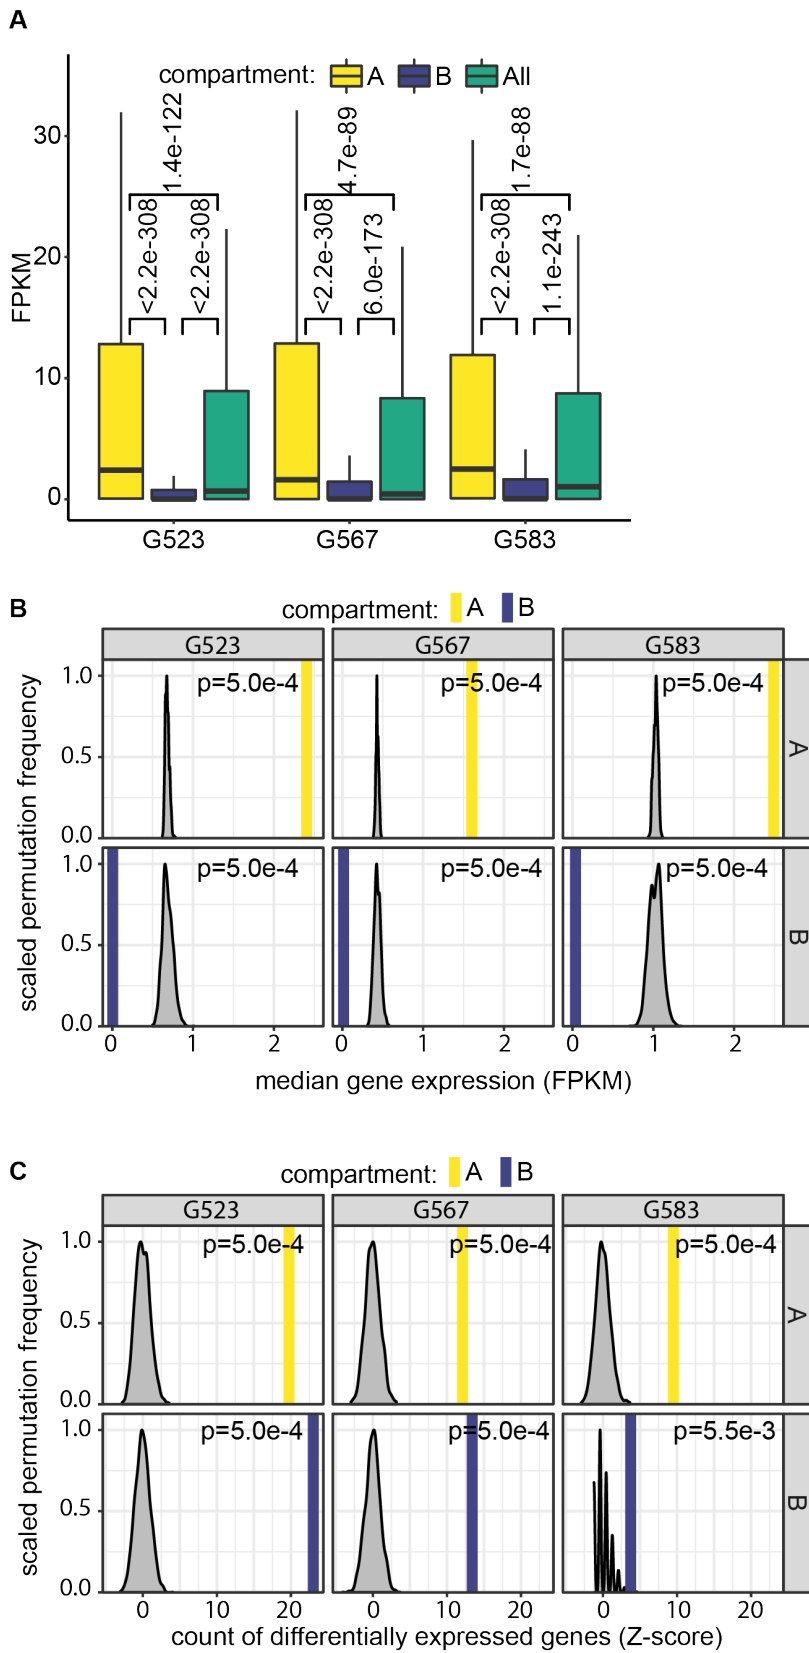 A
compartment: A B All
FPKM
30
20
10
0
1.4e-122
<2.2e-308
<2.2e-308
4.7e-89
<2.2e-308
6.0e-173
1.7e-88
<2.2e-308
1.1e-243
G523 G567 G583
B
compartment: A B
G523 G567 G583
scaled permutation frequency
1.0
0.5
0.0
p=5.0e-4 p=5.0e-4 p=5.0e-4
A
scaled permutation frequency
1.0
0.5
0.0
p=5.0e-4 p=5.0e-4 p=5.0e-4
B
0 1 2 0 1 2 0 1 2
median gene expression (FPKM)
C
compartment: A B
G523 G567 G583
scaled permutation frequency
1.0
0.5
0.0
p=5.0e-4 p=5.0e-4 p=5.0e-4
A
scaled permutation frequency
1.0
0.5
0.0
p=5.0e-4 p=5.0e-4 p=5.5e-3
B
0 10 20 0 10 20 0 10 20
count of differentially expressed genes (Z-score)